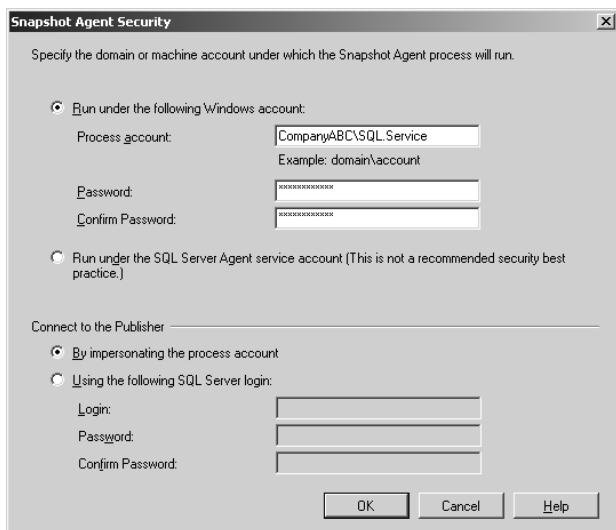 Snapshot Agent Security
Specify the domain or machine account under which the Snapshot Agent process will run.
Run under the following Windows account:
Process account: CompanyABC\SQL.Service
Example: domain\account
Password: ************
Confirm Password: ************
Run under the SQL Server Agent service account (This is not a recommended security best
practice.)
Connect to the Publisher
By impersonating the process account
Using the following SQL Server login:
Login:
Password:
Confirm Password:
OK Cancel Help